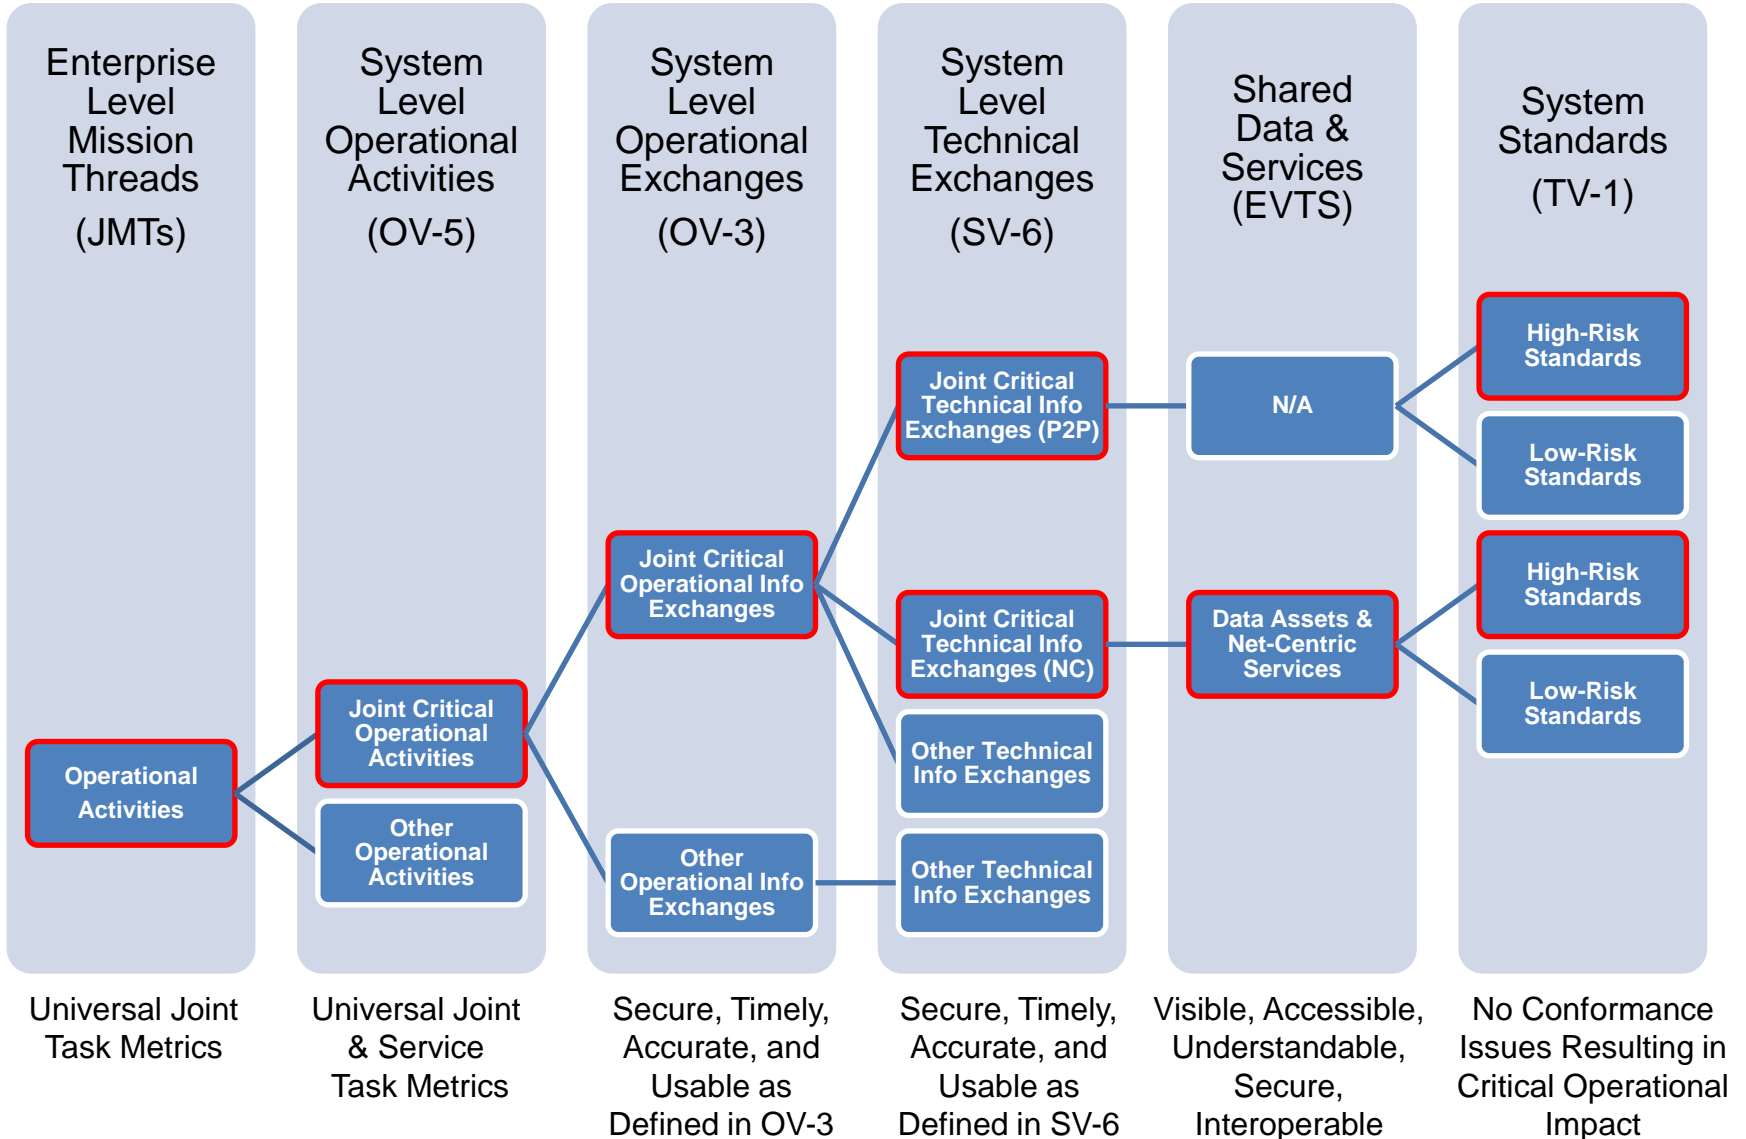 Enterprise
Level
Mission
Threads
(JMTs)
System
Level
Operational
Activities
(OV-5)
System
Level
Operational
Exchanges
(OV-3)
System
Level
Technical
Exchanges
(SV-6)
Shared
Data &
Services
(EVTS)
System
Standards
(TV-1)
Operational
Activities
Joint Critical
Operational
Activities
Other
Operational
Activities
Joint Critical
Operational Info
Exchanges
Other
Operational Info
Exchanges
Joint Critical
Technical Info
Exchanges (P2P)
Joint Critical
Technical Info
Exchanges (NC)
Other Technical
Info Exchanges
Other Technical
Info Exchanges
N/A
Data Assets &
Net-Centric
Services
High-Risk
Standards
Low-Risk
Standards
High-Risk
Standards
Low-Risk
Standards
Universal Joint
Task Metrics
Universal Joint
& Service
Task Metrics
Secure, Timely,
Accurate, and
Usable as
Defined in OV-3
Secure, Timely,
Accurate, and
Usable as
Defined in SV-6
Visible, Accessible,
Understandable,
Secure,
Interoperable
No Conformance
Issues Resulting in
Critical Operational
Impact